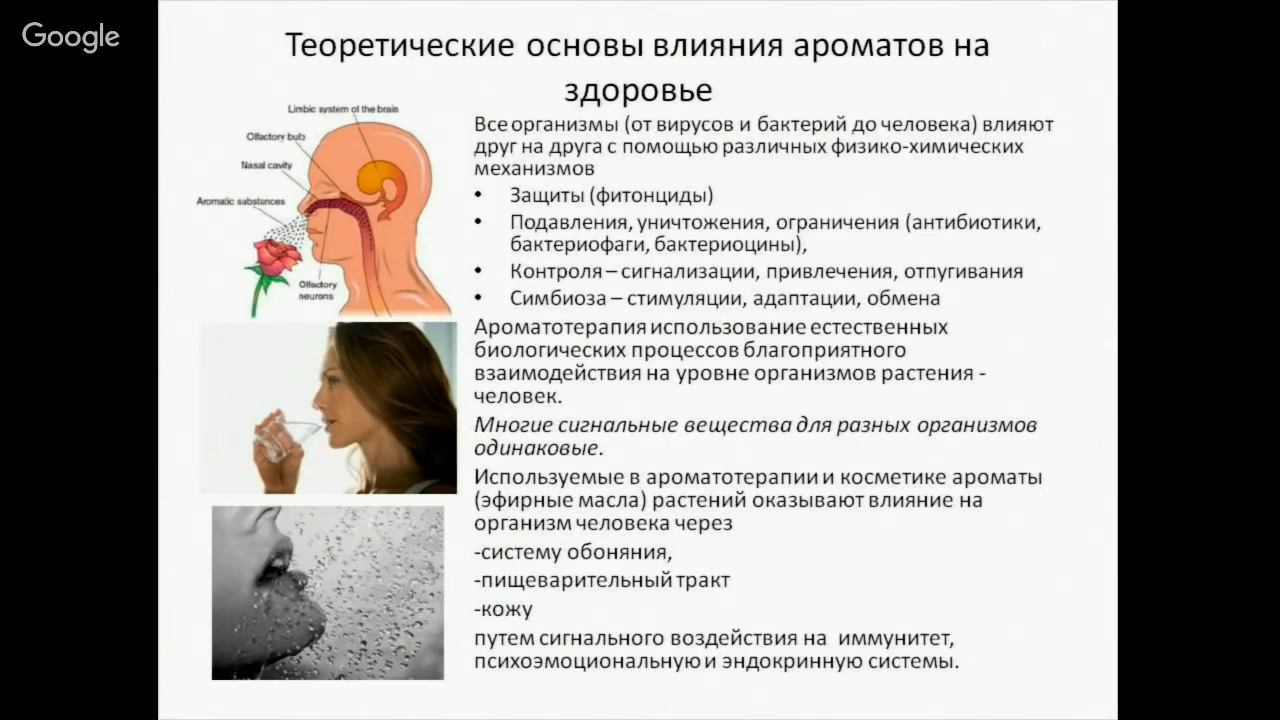 Google
Теоретические основы влияния ароматов на
здоровье
Limbic system of the brain
Olfactory bulb
Nasal cavity
Aromatic substances
Olfactory
neurons
Все организмы (от вирусов и бактерий до человека) влияют
друг на друга с помощью различных физико-химических
механизмов
• Защиты (фитонциды)
• Подавления, уничтожения, ограничения (антибиотики,
бактериофаги, бактериоцины),
• Контроля – сигнализации, привлечения, отпугивания
• Симбиоза – стимуляции, адаптации, обмена
Ароматотерапия использование естественных
биологических процессов благоприятного
взаимодействия на уровне организмов растения -
человек.
Многие сигнальные вещества для разных организмов
одинаковые.
Используемые в ароматотерапии и косметике ароматы
(эфирные масла) растений оказывают влияние на
организм человека через
-систему обоняния,
-пищеварительный тракт
-кожу
путем сигнального воздействия на иммунитет,
психоэмоциональную и эндокринную системы.